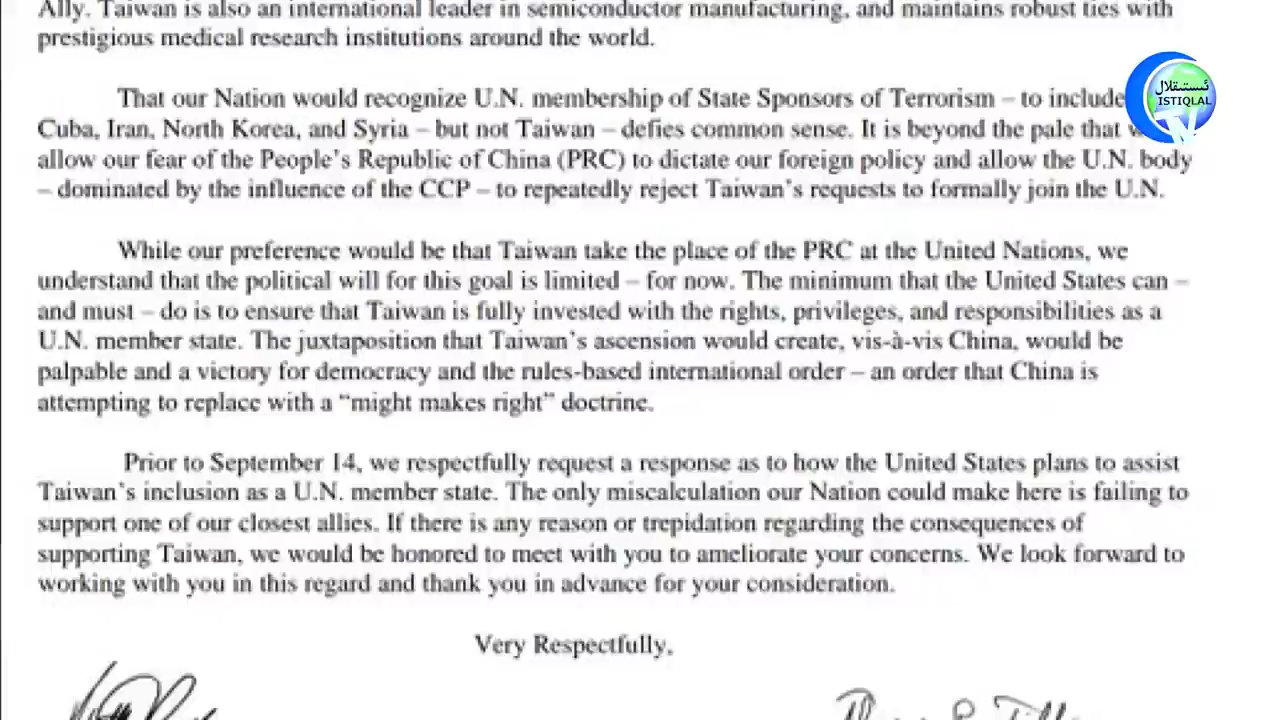 Ally. Taiwan is also an international leader in semiconductor manufacturing, and maintains robust ties with
prestigious medical research institutions around the world.
That our Nation would recognize U.N. membership of State Sponsors of Terrorism – to include
Cuba, Iran, North Korea, and Syria – but not Taiwan – defies common sense. It is beyond the pale that
allow our fear of the People's Republic of China (PRC) to dictate our foreign policy and allow the U.N. body
– dominated by the influence of the CCP – to repeatedly reject Taiwan's requests to formally join the U.N.
While our preference would be that Taiwan take the place of the PRC at the United Nations, we
understand that the political will for this goal is limited – for now. The minimum that the United States can –
and must – do is to ensure that Taiwan is fully invested with the rights, privileges, and responsibilities as a
U.N. member state. The juxtaposition that Taiwan's ascension would create, vis-à-vis China, would be
palpable and a victory for democracy and the rules-based international order – an order that China is
attempting to replace with a “might makes right” doctrine.
Prior to September 14, we respectfully request a response as to how the United States plans to assist
Taiwan's inclusion as a U.N. member state. The only miscalculation our Nation could make here is failing to
support one of our closest allies. If there is any reason or trepidation regarding the consequences of
supporting Taiwan, we would be honored to meet with you to ameliorate your concerns. We look forward to
working with you in this regard and thank you in advance for your consideration.
Very Respectfully,
ئىستىقلال
ISTIQLAL
TV